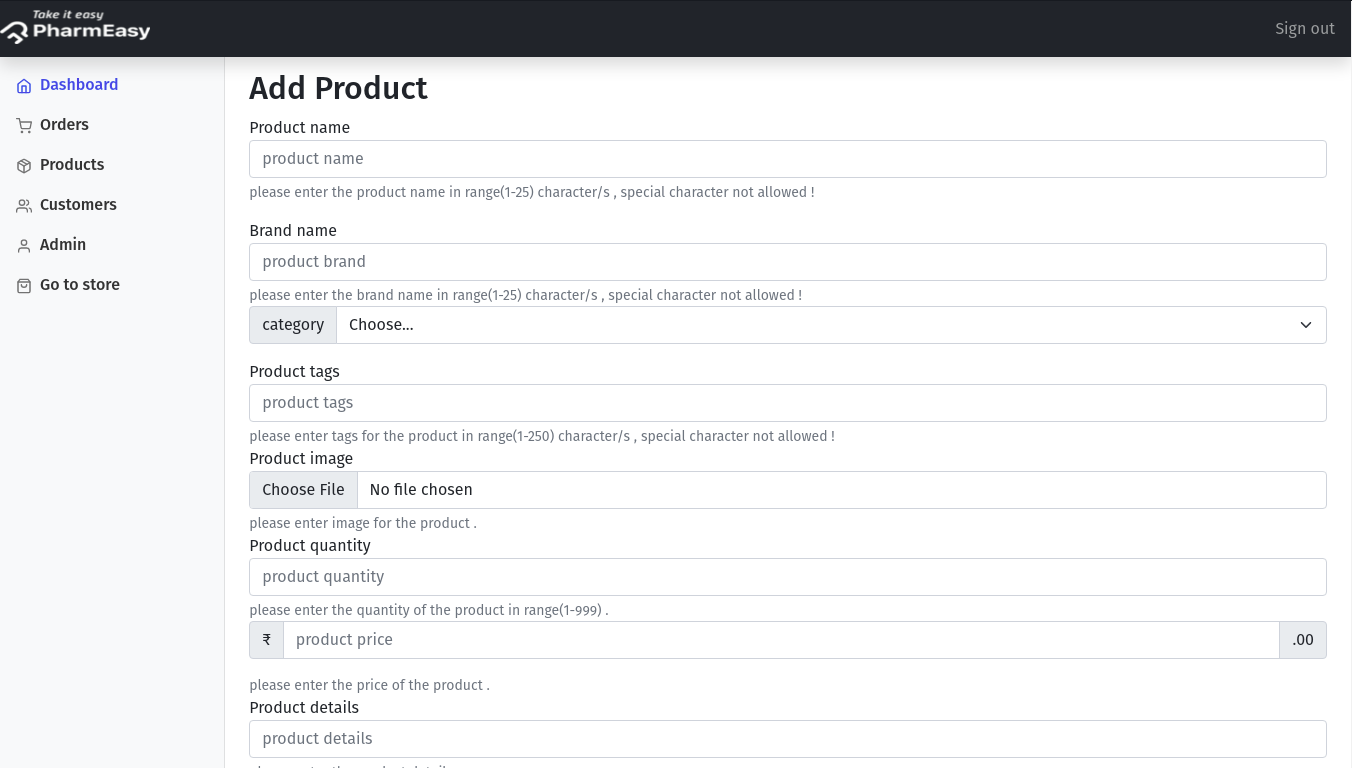 Take it easy
PharmEasy
Sign out
Dashboard
Orders
Products
Customers
Admin
Go to store
Add Product
Product name
product name
please enter the product name in range(1-25) character/s , special character not allowed !
Brand name
product brand
please enter the brand name in range(1-25) character/s , special character not allowed !
category Choose...
Product tags
product tags
please enter tags for the product in range(1-250) character/s , special character not allowed !
Product image
Choose File No file chosen
please enter image for the product .
Product quantity
product quantity
please enter the quantity of the product in range(1-999) .
₹ product price .00
please enter the price of the product .
Product details
product details